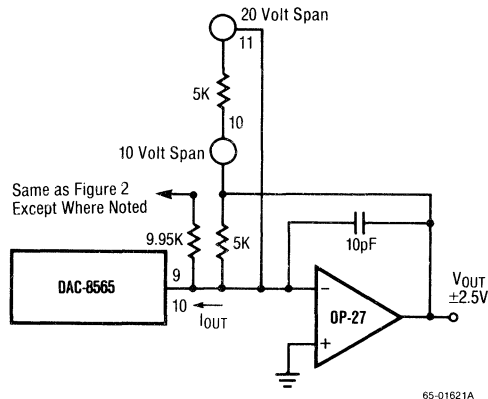 20 Volt Span
11
5K
10
10 Volt Span
Same as Figure 2
Except Where Noted
9.95K
5K
10pF
DAC-8565
9
10
IOUT
−
+
OP-27
VOUT
±2.5V
65-01621A